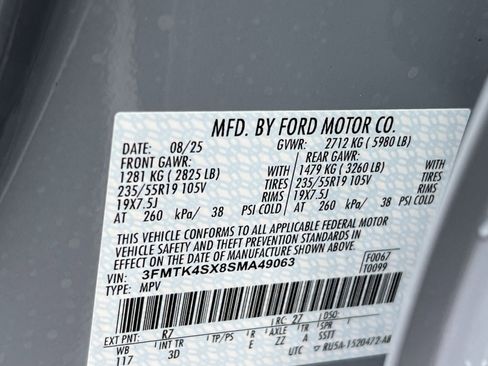 MFD. BY FORD MOTOR CO.
DATE: 08/25 GVWR: 2712 KG ( 5980 LB)
FRONT GAWR: REAR GAWR:
1281 KG ( 2825 LB) WITH 1479 KG ( 3260 LB) WITH
235/55R19 105V TIRES 235/55R19 105V TIRES
19X7.5J RIMS 19X7.5J RIMS
AT 260 kPa/ 38 PSI COLD AT 260 kPa/ 38 PSI COLD
THIS VEHICLE CONFORMS TO ALL APPLICABLE FEDERAL MOTOR
VEHICLE SAFETY AND THEFT PREVENTION STANDARDS IN
EFFECT ON THE DATE OF MANUFACTURE SHOWN ABOVE.
VIN: 3FMTK4SX8SMA49063 F0067
TYPE: MPV T0099
EXT PNT: R7 RC: 27 DSO:
WB INT TR TP/PS R AXLE TR SPR
117 3D E ZZ A SSTT
UTC RU5A-1520472-AB